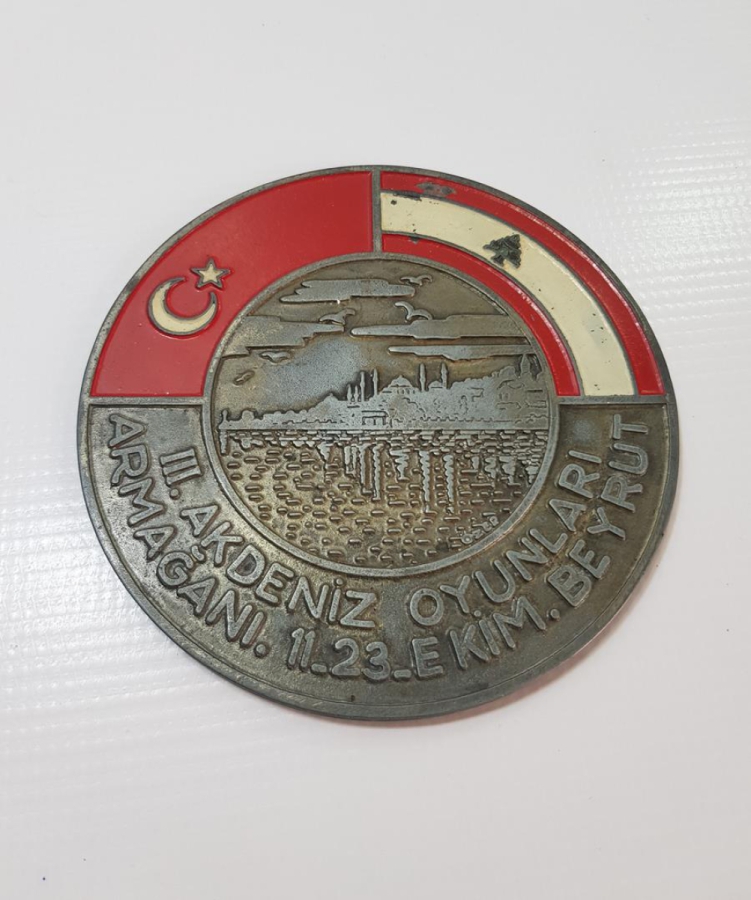 III. AKDENİZ OYUNLARI
ARMAĞANI. 11_23_EKİM. BEYRUT